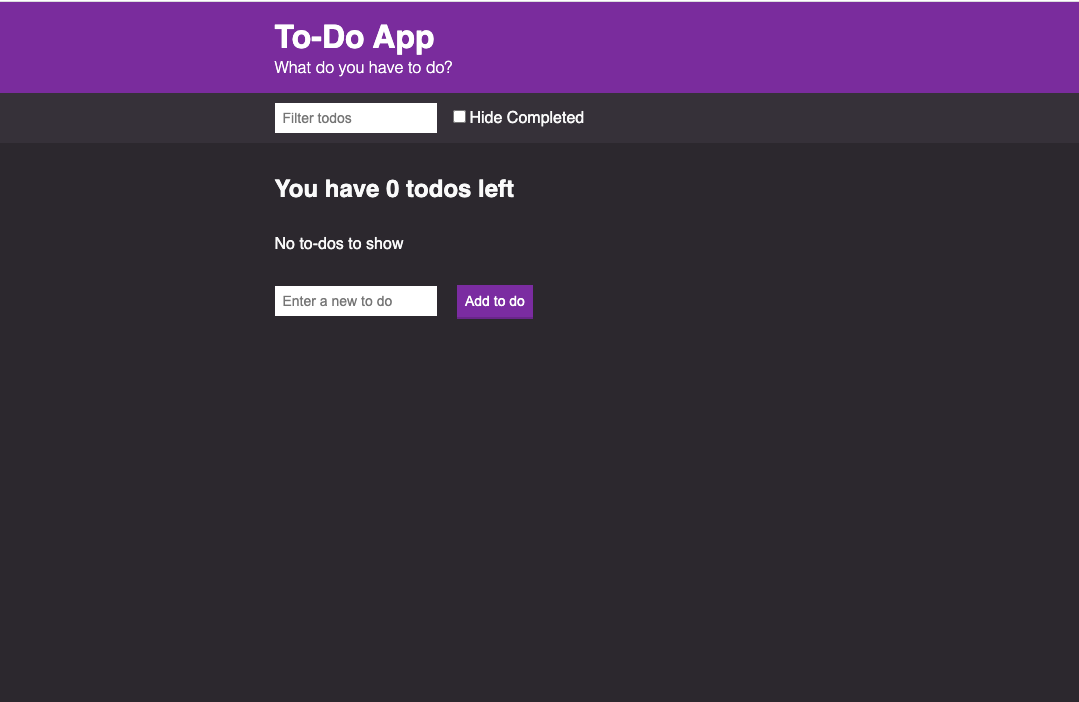 To-Do App
What do you have to do?
Filter todos
Hide Completed
You have 0 todos left
No to-dos to show
Enter a new to do
Add to do